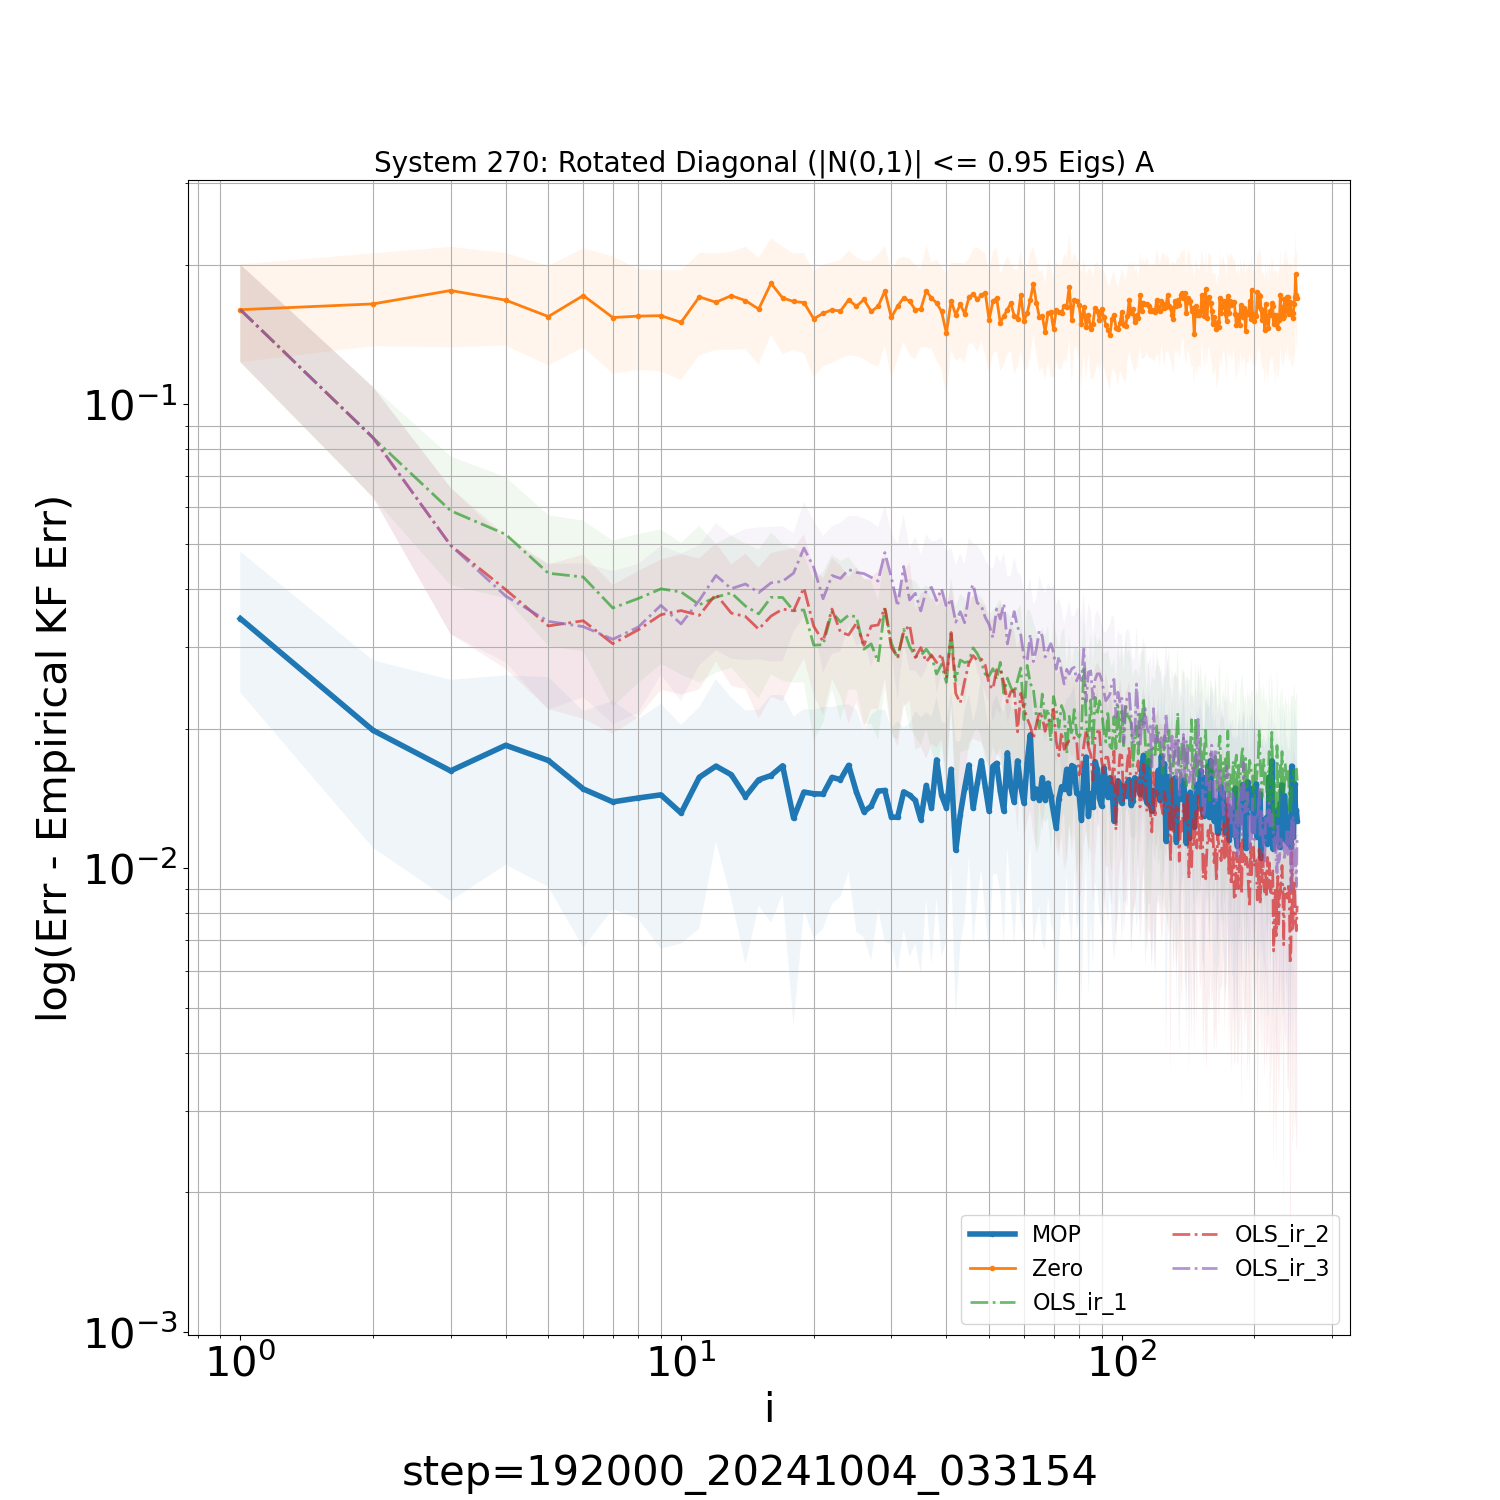 System 270: Rotated Diagonal (|N(0,1)| <= 0.95 Eigs) A
log(Err - Empirical KF Err)
10⁻¹
10⁻²
10⁻³
10⁰
10¹
10²
i
MOP
Zero
OLS_ir_1
OLS_ir_2
OLS_ir_3
step=192000_20241004_033154